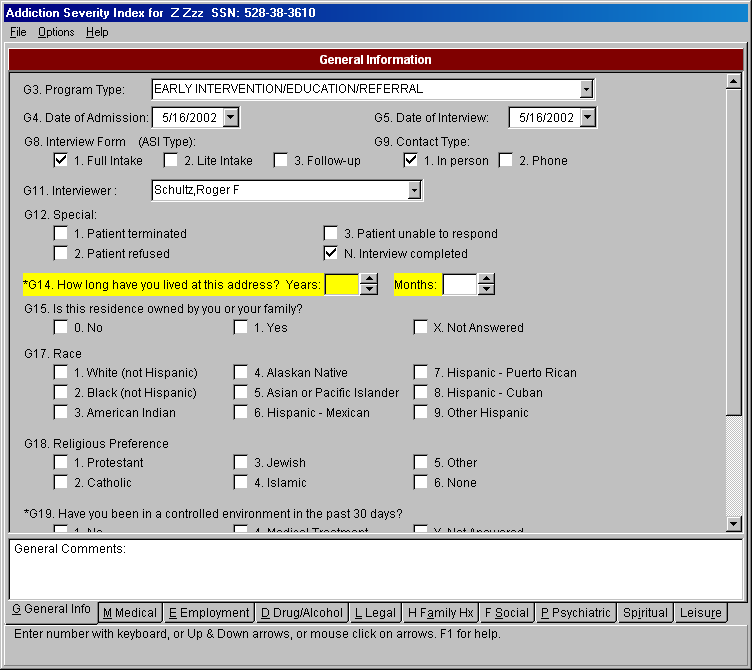 Addiction Severity Index for Z Zzz SSN: 528-38-3610
File Options Help
General Information
G3. Program Type: EARLY INTERVENTION/EDUCATION/REFERRAL
G4. Date of Admission: 5/16/2002 G5. Date of Interview: 5/16/2002
G8. Interview Form (ASI Type): G9. Contact Type:
1. Full Intake 2. Lite Intake 3. Follow-up 1. In person 2. Phone
G11. Interviewer : Schultz,Roger F
G12. Special:
1. Patient terminated 3. Patient unable to respond
2. Patient refused N. Interview completed
*G14. How long have you lived at this address? Years: Months:
G15. Is this residence owned by you or your family?
0. No 1. Yes X. Not Answered
G17. Race
1. White (not Hispanic) 4. Alaskan Native 7. Hispanic - Puerto Rican
2. Black (not Hispanic) 5. Asian or Pacific Islander 8. Hispanic - Cuban
3. American Indian 6. Hispanic - Mexican 9. Other Hispanic
G18. Religious Preference
1. Protestant 3. Jewish 5. Other
2. Catholic 4. Islamic 6. None
*G19. Have you been in a controlled environment in the past 30 days?
1. No 4. Medical Treatment X. Not Answered
General Comments:
G General Info M Medical E Employment D Drug/Alcohol L Legal H Family Hx F Social P Psychiatric Spiritual Leisure
Enter number with keyboard, or Up & Down arrows, or mouse click on arrows. F1 for help.